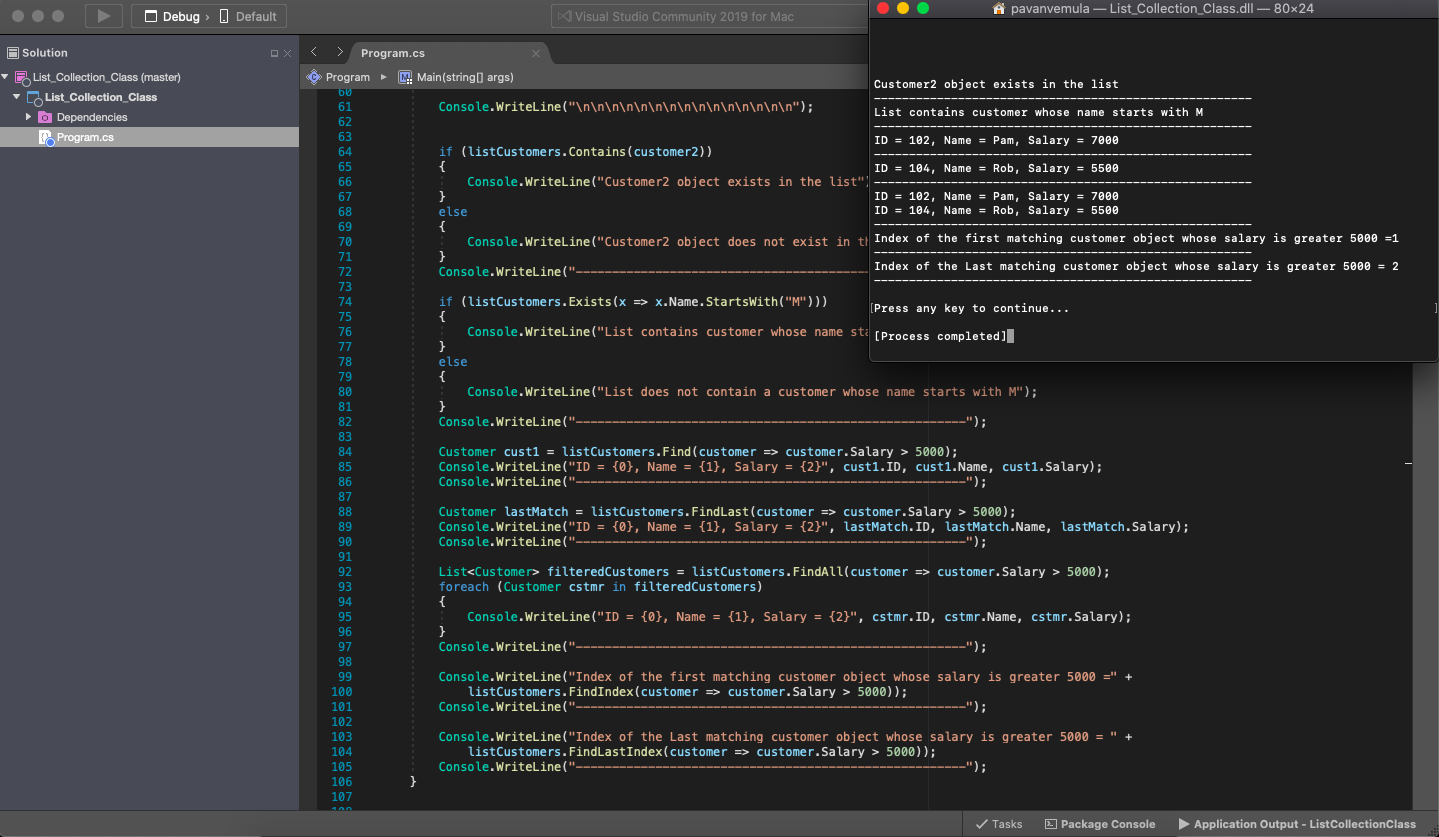 Debug › Default
Visual Studio Community 2019 for Mac
Solution
List_Collection_Class (master)
List_Collection_Class
Dependencies
Program.cs
Program.cs
Program
Main(string[] args)
60
61 Console.WriteLine("\n\n\n\n\n\n\n\n\n\n\n\n\n\n\n");
62
63
64 if (listCustomers.Contains(customer2))
65 {
66 Console.WriteLine("Customer2 object exists in the list")
67 }
68 else
69 {
70 Console.WriteLine("Customer2 object does not exist in th
71 }
72 Console.WriteLine("------------------------------------------
73
74 if (listCustomers.Exists(x => x.Name.StartsWith("M")))
75 {
76 Console.WriteLine("List contains customer whose name sta
77 }
78 else
79 {
80 Console.WriteLine("List does not contain a customer whose name starts with M");
81 }
82 Console.WriteLine("------------------------------------------------------");
83
84 Customer cust1 = listCustomers.Find(customer => customer.Salary > 5000);
85 Console.WriteLine("ID = {0}, Name = {1}, Salary = {2}", cust1.ID, cust1.Name, cust1.Salary);
86 Console.WriteLine("------------------------------------------------------");
87
88 Customer lastMatch = listCustomers.FindLast(customer => customer.Salary > 5000);
89 Console.WriteLine("ID = {0}, Name = {1}, Salary = {2}", lastMatch.ID, lastMatch.Name, lastMatch.Salary);
90 Console.WriteLine("------------------------------------------------------");
91
92 List<Customer> filteredCustomers = listCustomers.FindAll(customer => customer.Salary > 5000);
93 foreach (Customer cstmr in filteredCustomers)
94 {
95 Console.WriteLine("ID = {0}, Name = {1}, Salary = {2}", cstmr.ID, cstmr.Name, cstmr.Salary);
96 }
97 Console.WriteLine("------------------------------------------------------");
98
99 Console.WriteLine("Index of the first matching customer object whose salary is greater 5000 =" +
100 listCustomers.FindIndex(customer => customer.Salary > 5000));
101 Console.WriteLine("------------------------------------------------------");
102
103 Console.WriteLine("Index of the Last matching customer object whose salary is greater 5000 = " +
104 listCustomers.FindLastIndex(customer => customer.Salary > 5000));
105 Console.WriteLine("------------------------------------------------------");
106 }
107
108
pavanvemula — List_Collection_Class.dll — 80×24
Customer2 object exists in the list
------------------------------------------------------
List contains customer whose name starts with M
------------------------------------------------------
ID = 102, Name = Pam, Salary = 7000
------------------------------------------------------
ID = 104, Name = Rob, Salary = 5500
------------------------------------------------------
ID = 102, Name = Pam, Salary = 7000
ID = 104, Name = Rob, Salary = 5500
------------------------------------------------------
Index of the first matching customer object whose salary is greater 5000 =1
------------------------------------------------------
Index of the Last matching customer object whose salary is greater 5000 = 2
------------------------------------------------------
Press any key to continue...
[Process completed]
Tasks
Package Console
Application Output - ListCollectionClass